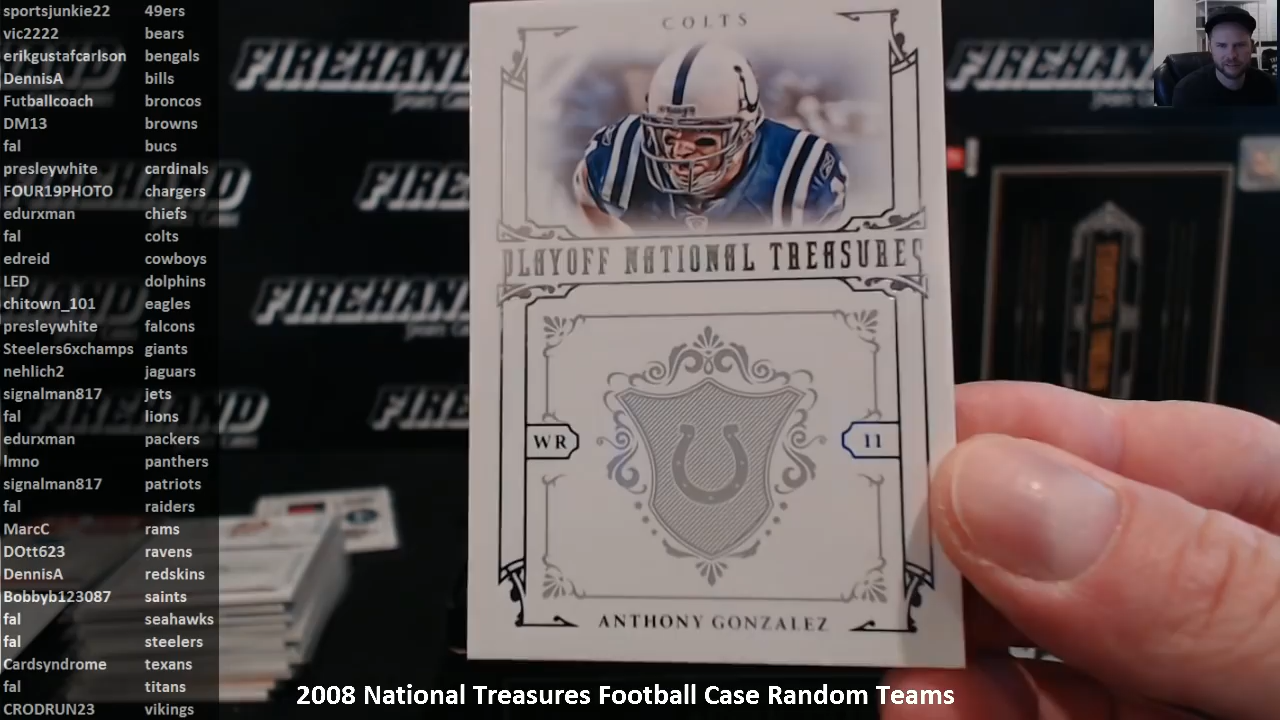 sportsjunkie22 49ers
vic2222 bears
erikgustafcarlson bengals
DennisA bills
Futballcoach broncos
DM13 browns
fal bucs
presleywhite cardinals
FOUR19PHOTO chargers
edurxman chiefs
fal colts
edreid cowboys
LED dolphins
chitown_101 eagles
presleywhite falcons
Steelers6xchamps giants
nehlich2 jaguars
signalman817 jets
fal lions
edurxman packers
lmno panthers
signalman817 patriots
fal raiders
MarcC rams
DOtt623 ravens
DennisA redskins
Bobbyb123087 saints
fal seahawks
fal steelers
Cardsyndrome texans
fal titans
CRODRUN23 vikings
COLTS
PLAYOFF NATIONAL TREASURES
WR 11
ANTHONY GONZALEZ
FIREHAND
FIREHAND
2008 National Treasures Football Case Random Teams